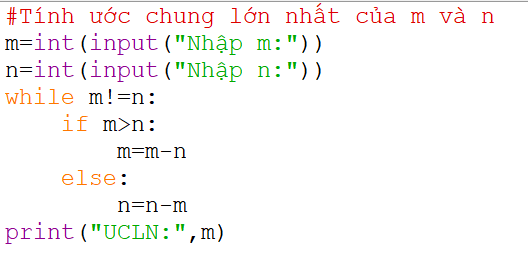 #Tính ước chung lớn nhất của m và n
m=int(input("Nhập m:"))
n=int(input("Nhập n:"))
while m!=n:
    if m>n:
        m=m-n
    else:
        n=n-m
print("UCLN:",m)